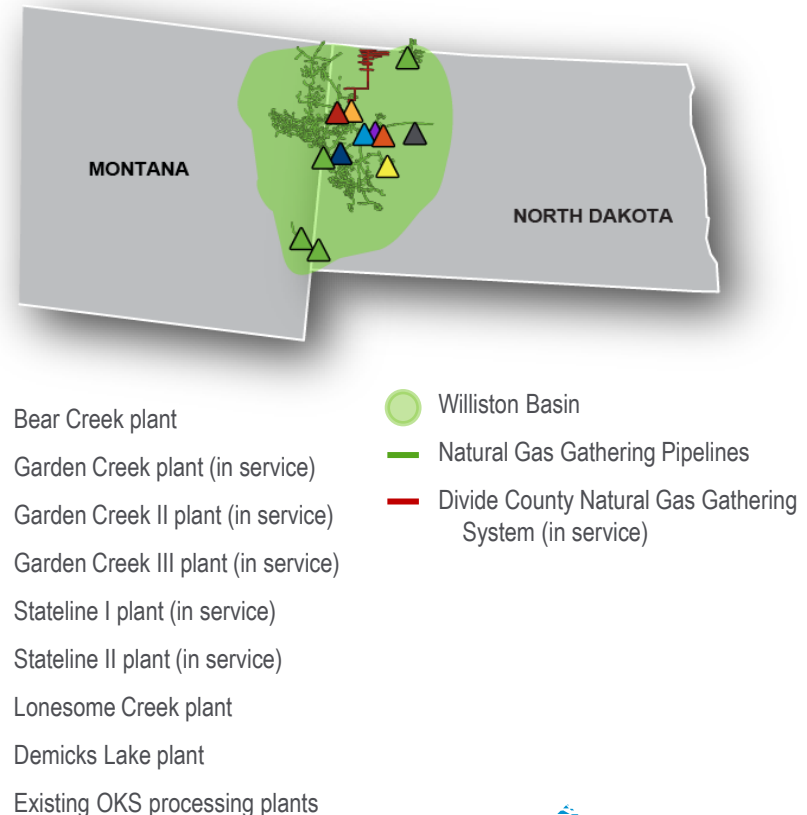 MONTANA
NORTH DAKOTA
Bear Creek plant
Garden Creek plant (in service)
Garden Creek II plant (in service)
Garden Creek III plant (in service)
Stateline I plant (in service)
Stateline II plant (in service)
Lonesome Creek plant
Demicks Lake plant
Existing OKS processing plants
Williston Basin
Natural Gas Gathering Pipelines
Divide County Natural Gas Gathering
System (in service)